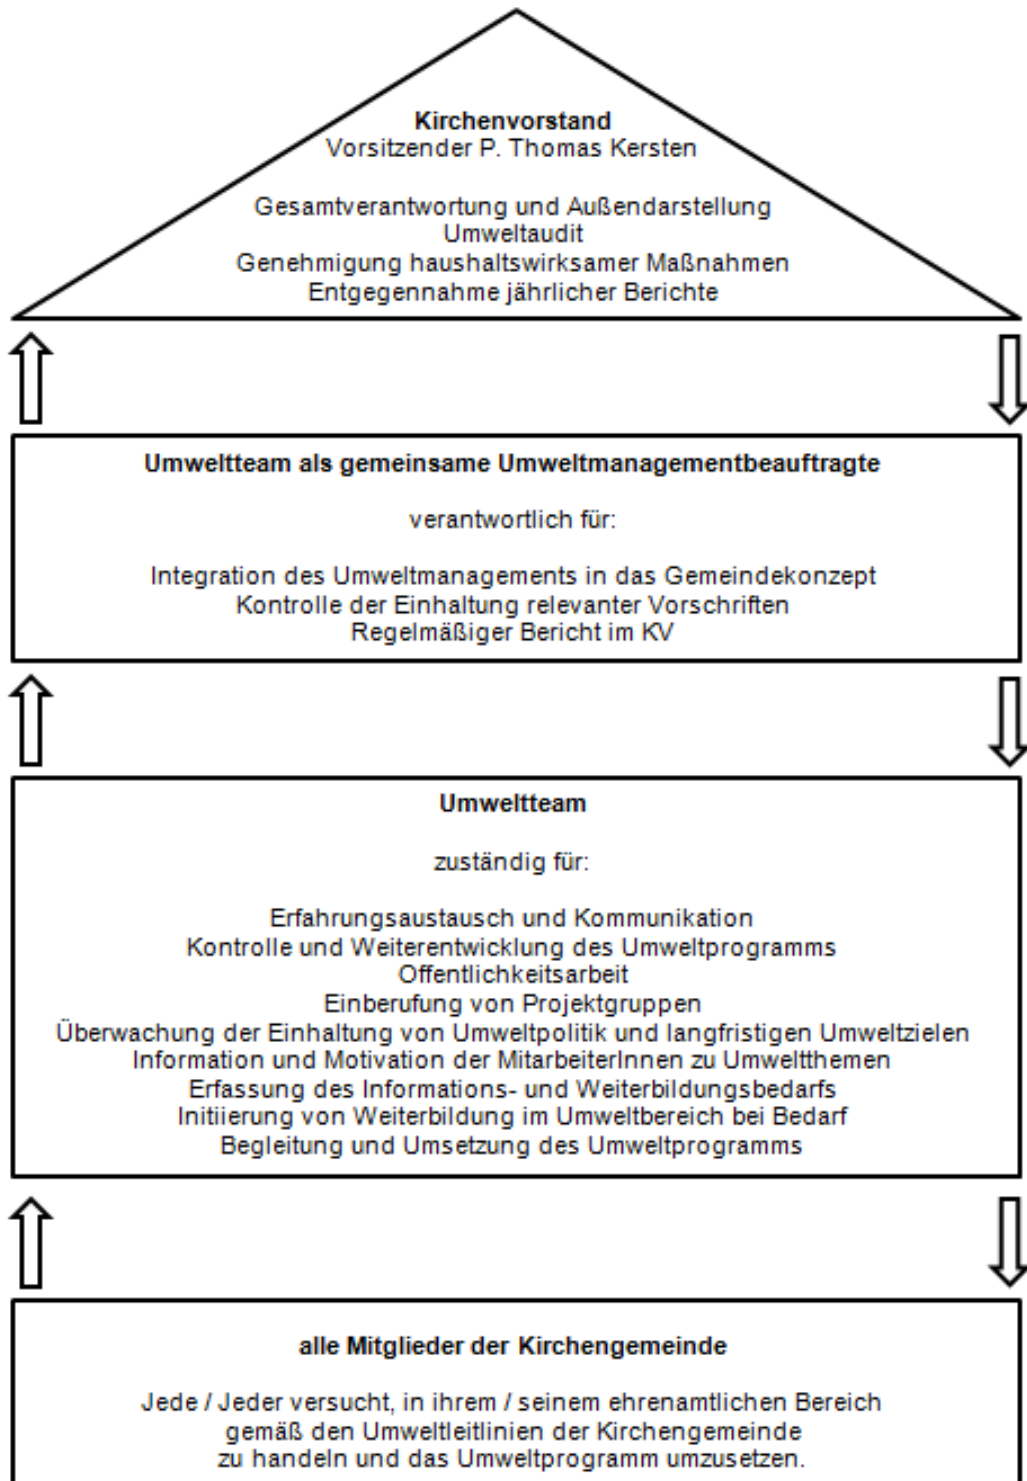 Kirchenvorstand
Vorsitzender P. Thomas Kersten
Gesamtverantwortung und Außendarstellung
Umweltaudit
Genehmigung haushaltswirksamer Maßnahmen
Entgegennahme jährlicher Berichte
Umweltteam als gemeinsame Umweltmanagementbeauftragte
verantwortlich für:
Integration des Umweltmanagements in das Gemeindekonzept
Kontrolle der Einhaltung relevanter Vorschriften
Regelmäßiger Bericht im KV
Umweltteam
zuständig für:
Erfahrungsaustausch und Kommunikation
Kontrolle und Weiterentwicklung des Umweltprogramms
Offentlichkeitsarbeit
Einberufung von Projektgruppen
Überwachung der Einhaltung von Umweltpolitik und langfristigen Umweltzielen
Information und Motivation der MitarbeiterInnen zu Umweltthemen
Erfassung des Informations- und Weiterbildungsbedarfs
Initiierung von Weiterbildung im Umweltbereich bei Bedarf
Begleitung und Umsetzung des Umweltprogramms
alle Mitglieder der Kirchengemeinde
Jede / Jeder versucht, in ihrem / seinem ehrenamtlichen Bereich
gemäß den Umweltleitlinien der Kirchengemeinde
zu handeln und das Umweltprogramm umzusetzen.